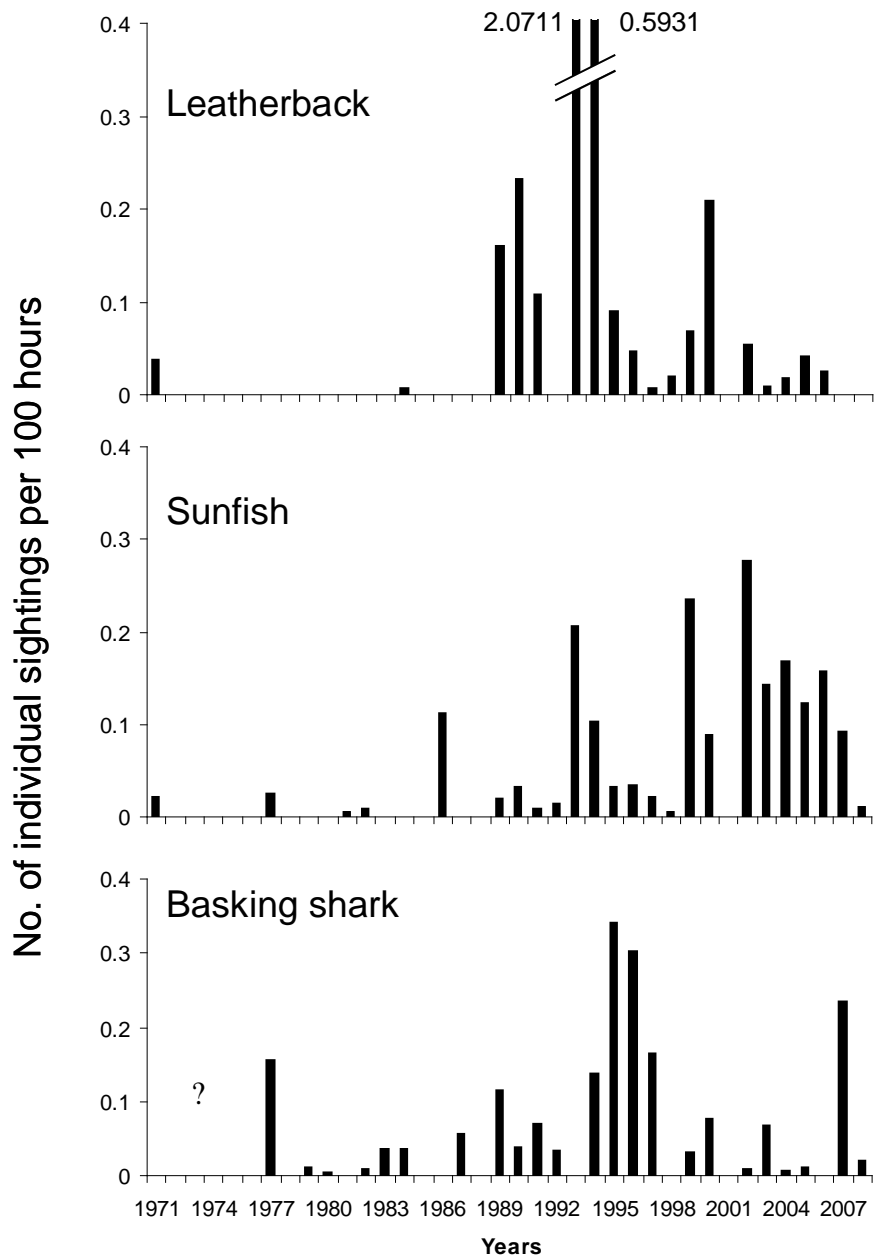 No. of individual sightings per 100 hours
0.4
0.3
0.2
0.1
0
Leatherback
2.0711 0.5931
0.4
0.3
0.2
0.1
0
Sunfish
0.4
0.3
0.2
0.1
0
Basking shark
?
1971 1974 1977 1980 1983 1986 1989 1992 1995 1998 2001 2004 2007
Years